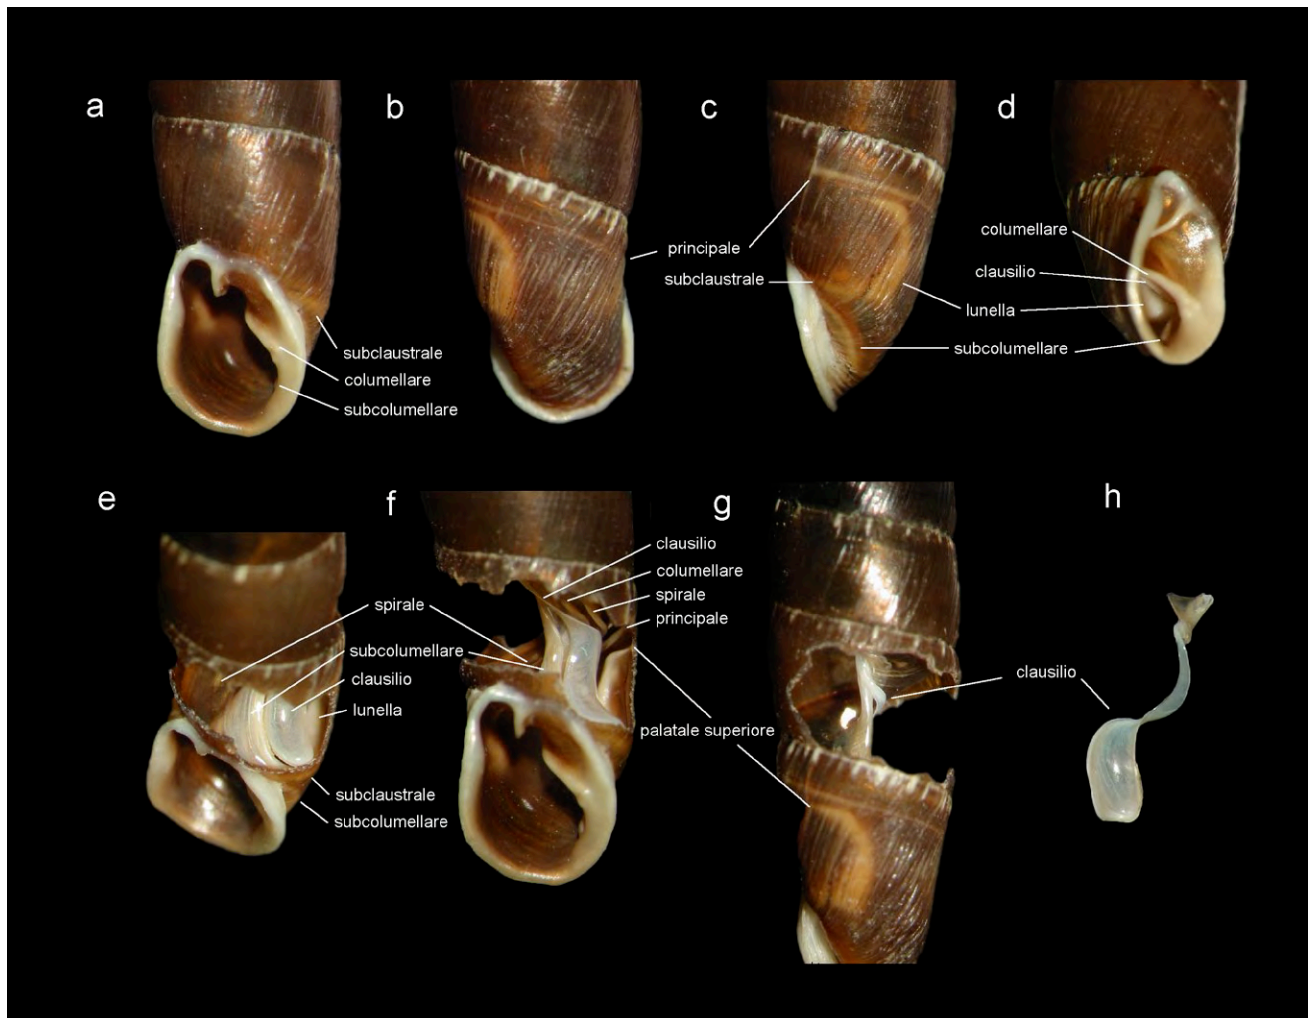 a
b
c
d
principale
subclaustrale
lunella
subcolumellare
columellare
clausilio
subclaustrale
columellare
subcolumellare
e
f
g
h
spirale
subcolumellare
clausilio
lunella
subclaustrale
subcolumellare
clausilio
columellare
spirale
principale
palatale superiore
clausilio